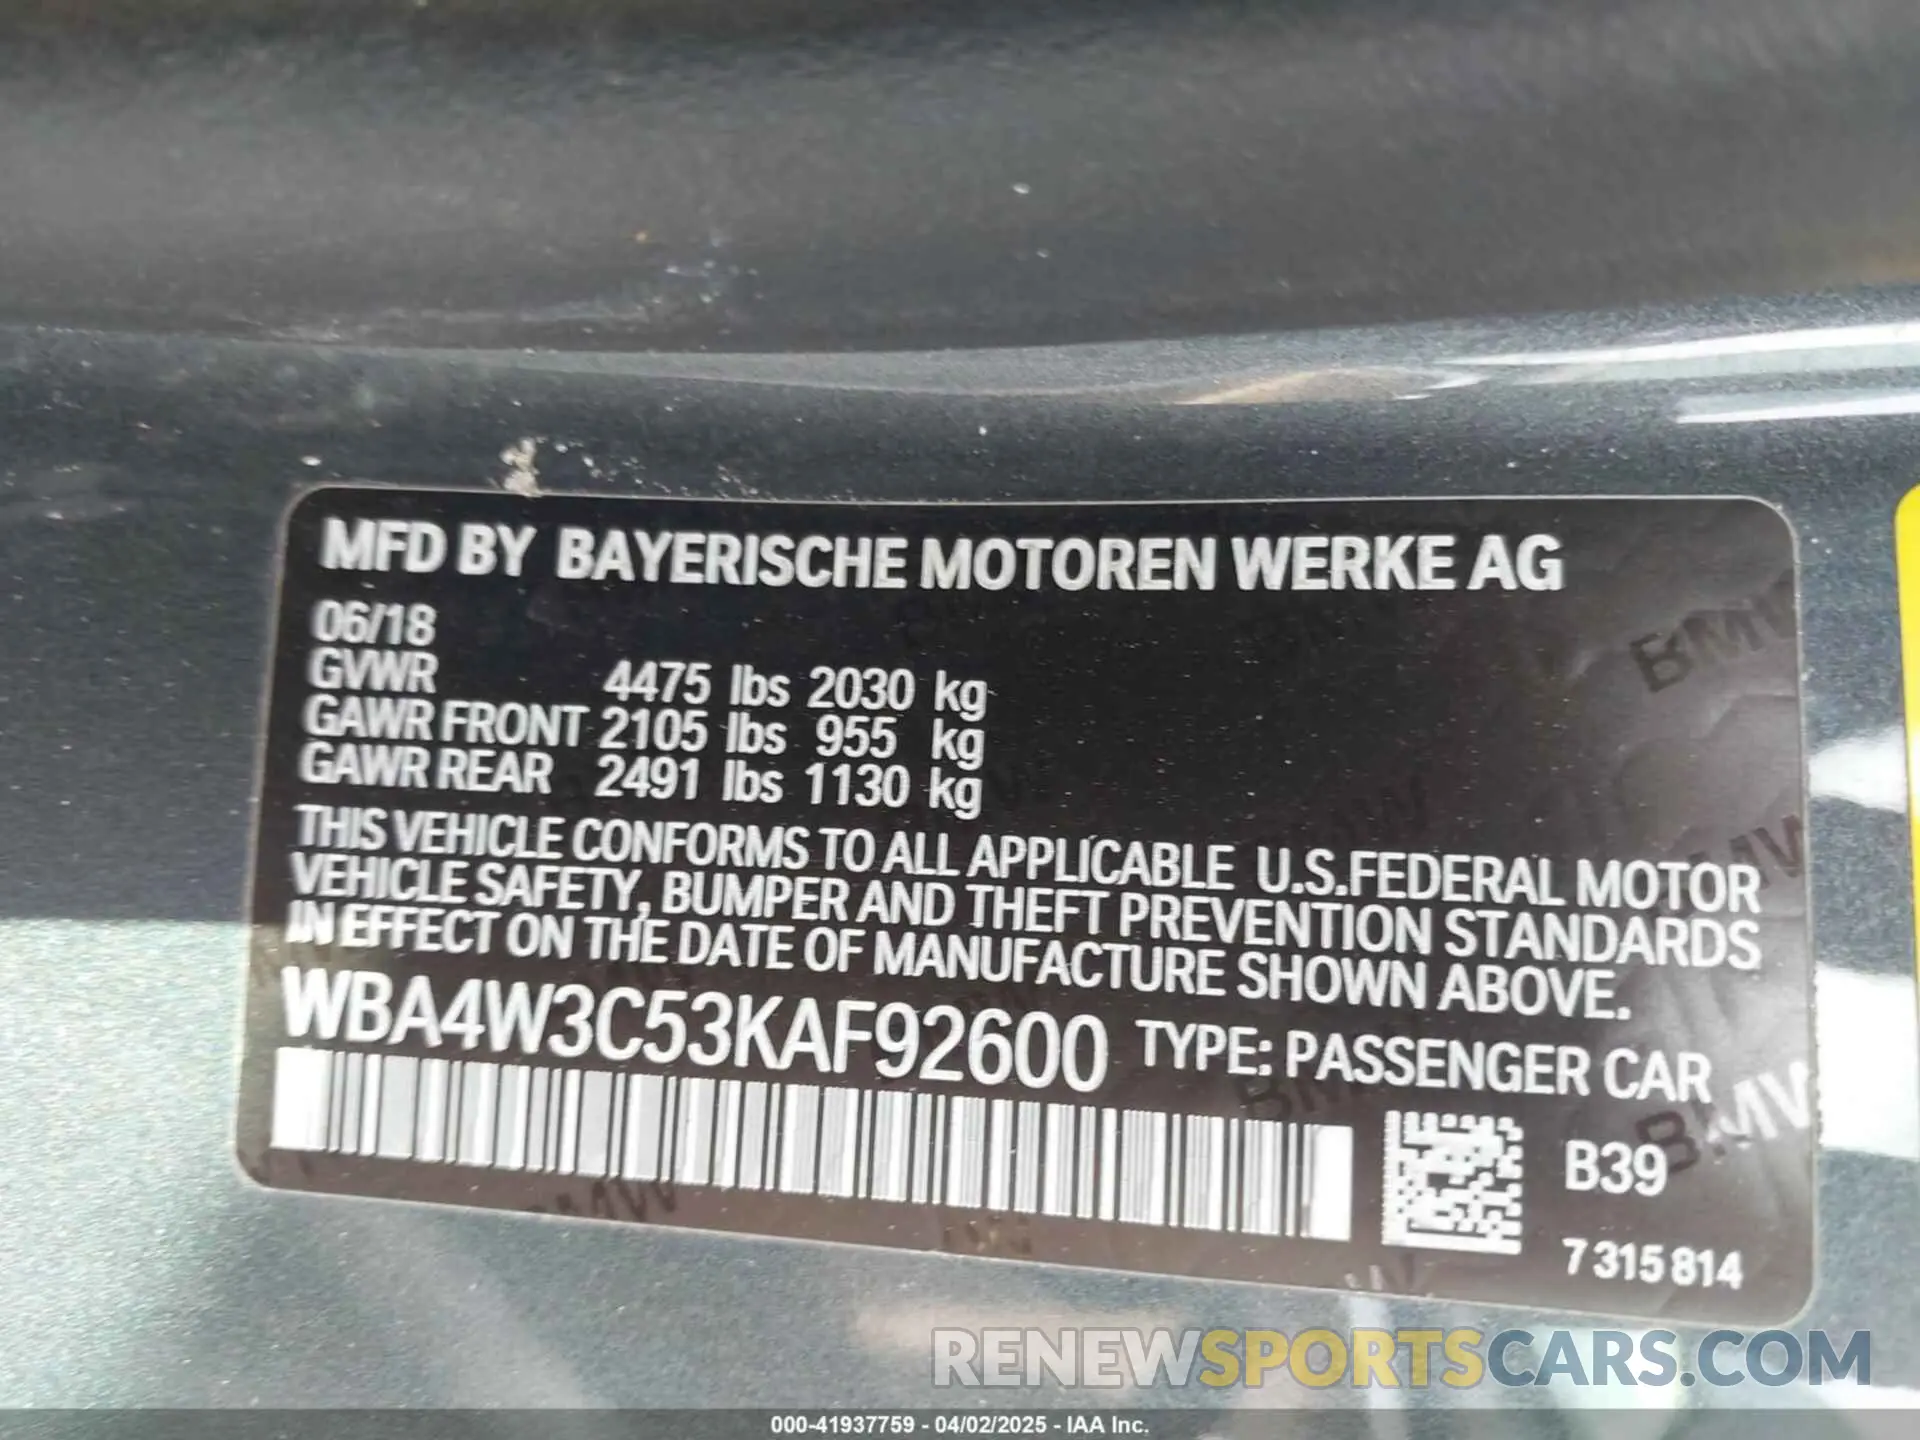 MFD BY BAYERISCHE MOTOREN WERKE AG
06/18
GVWR 4475 lbs 2030 kg
GAWR FRONT 2105 lbs 955 kg
GAWR REAR 2491 lbs 1130 kg
THIS VEHICLE CONFORMS TO ALL APPLICABLE U.S.FEDERAL MOTOR
VEHICLE SAFETY, BUMPER AND THEFT PREVENTION STANDARDS
IN EFFECT ON THE DATE OF MANUFACTURE SHOWN ABOVE.
WBA4W3C53KAF92600 TYPE: PASSENGER CAR
B39
7 315 814
RENEWSPORTSCARS.COM
000-41937759 - 04/02/2025 - IAA Inc.